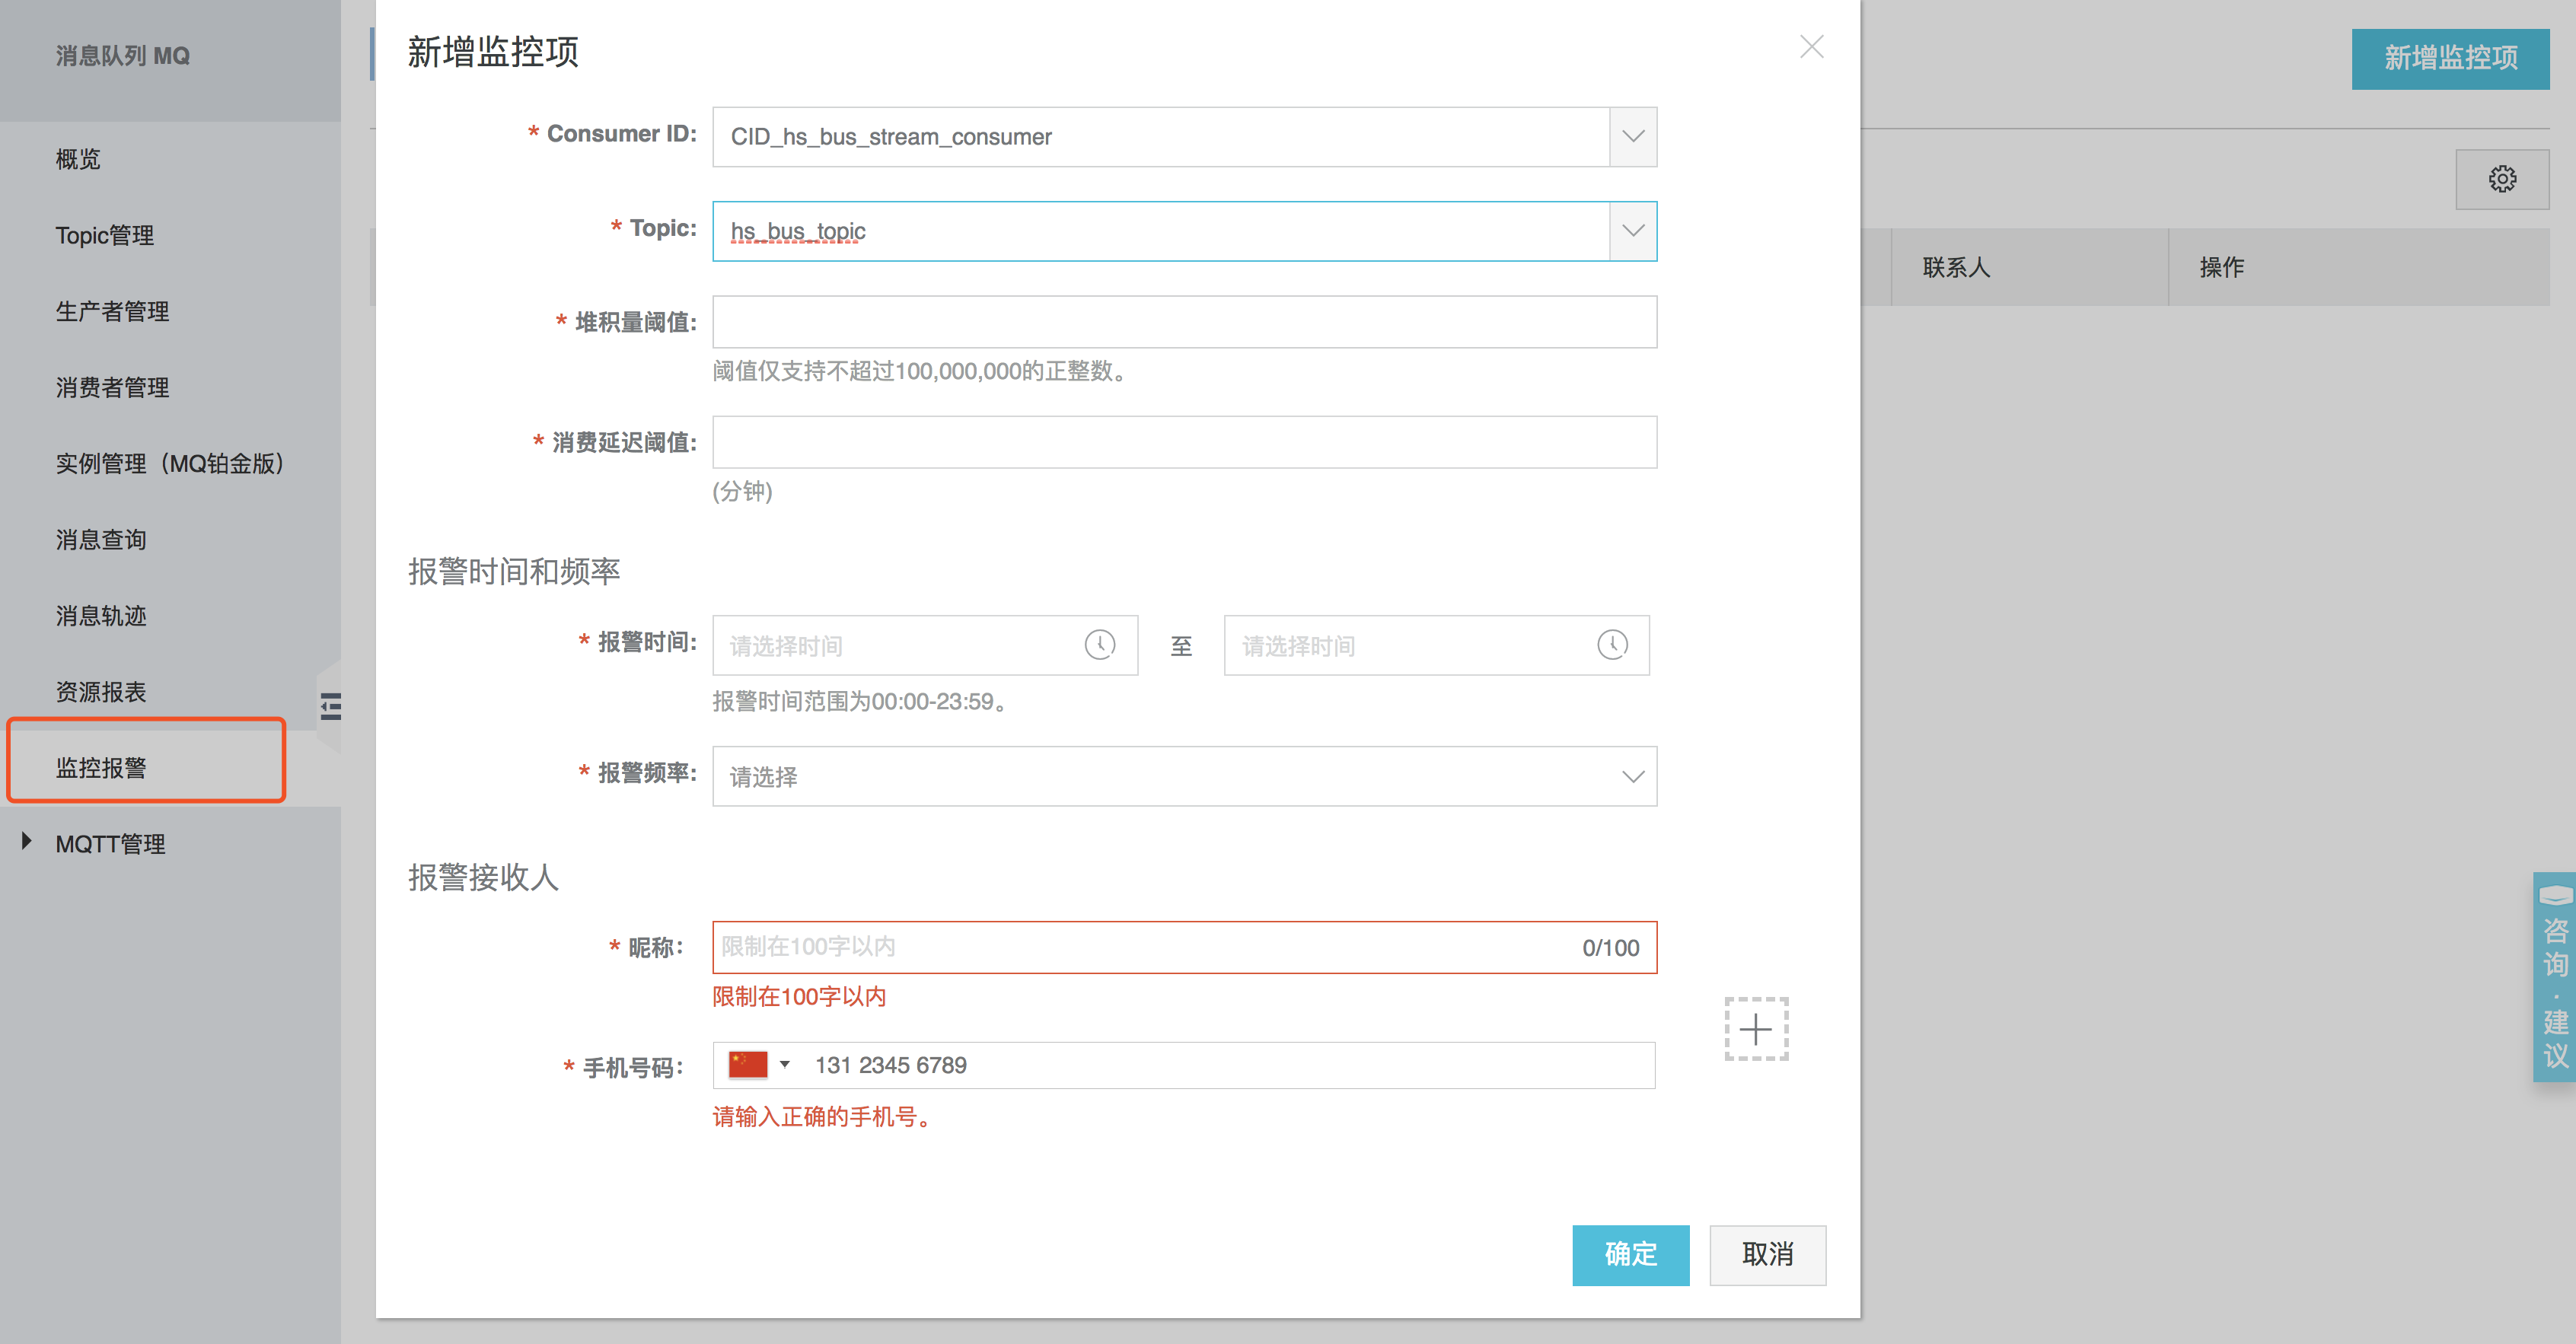 消息队列 MQ
概览
Topic管理
生产者管理
消费者管理
实例管理（MQ铂金版）
消息查询
消息轨迹
资源报表
监控报警
MQTT管理
新增监控项
* Consumer ID:
CID_hs_bus_stream_consumer
* Topic:
hs_bus_topic
* 堆积量阈值:
阈值仅支持不超过100,000,000的正整数。
* 消费延迟阈值:
(分钟)
报警时间和频率
* 报警时间:
请选择时间
至
请选择时间
报警时间范围为00:00-23:59。
* 报警频率:
请选择
报警接收人
* 昵称：
限制在100字以内
0/100
限制在100字以内
* 手机号码：
131 2345 6789
请输入正确的手机号。
确定
取消
新增监控项
联系人
操作
咨询·建议